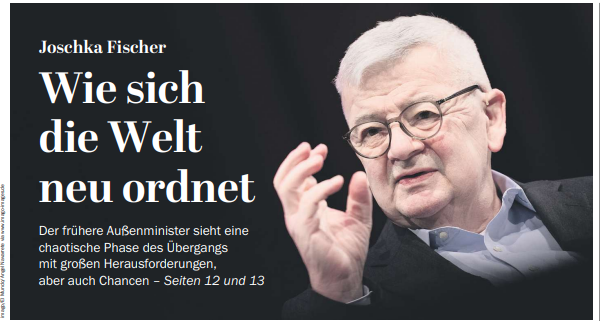 Joschka Fischer
Wie sich
die Welt
neu ordnet
Der frühere Außenminister sieht eine
chaotische Phase des Übergangs
mit großen Herausforderungen,
aber auch Chancen – Seiten 12 und 13